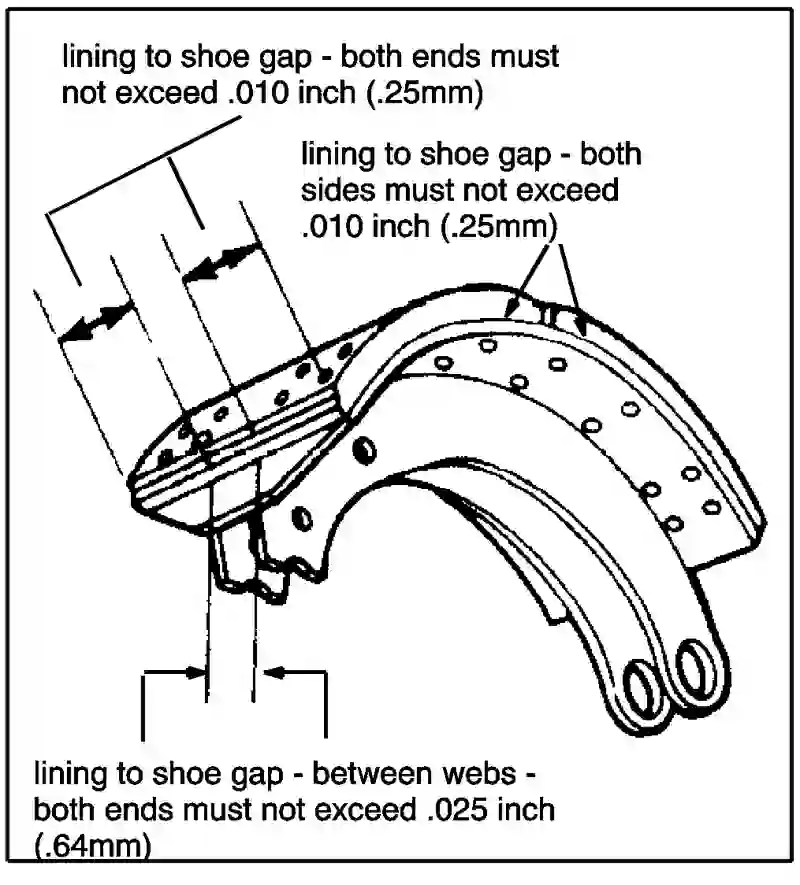 lining to shoe gap - both ends must
not exceed .010 inch (.25mm)
lining to shoe gap - both
sides must not exceed
.010 inch (.25mm)
lining to shoe gap - between webs -
both ends must not exceed .025 inch
(.64mm)